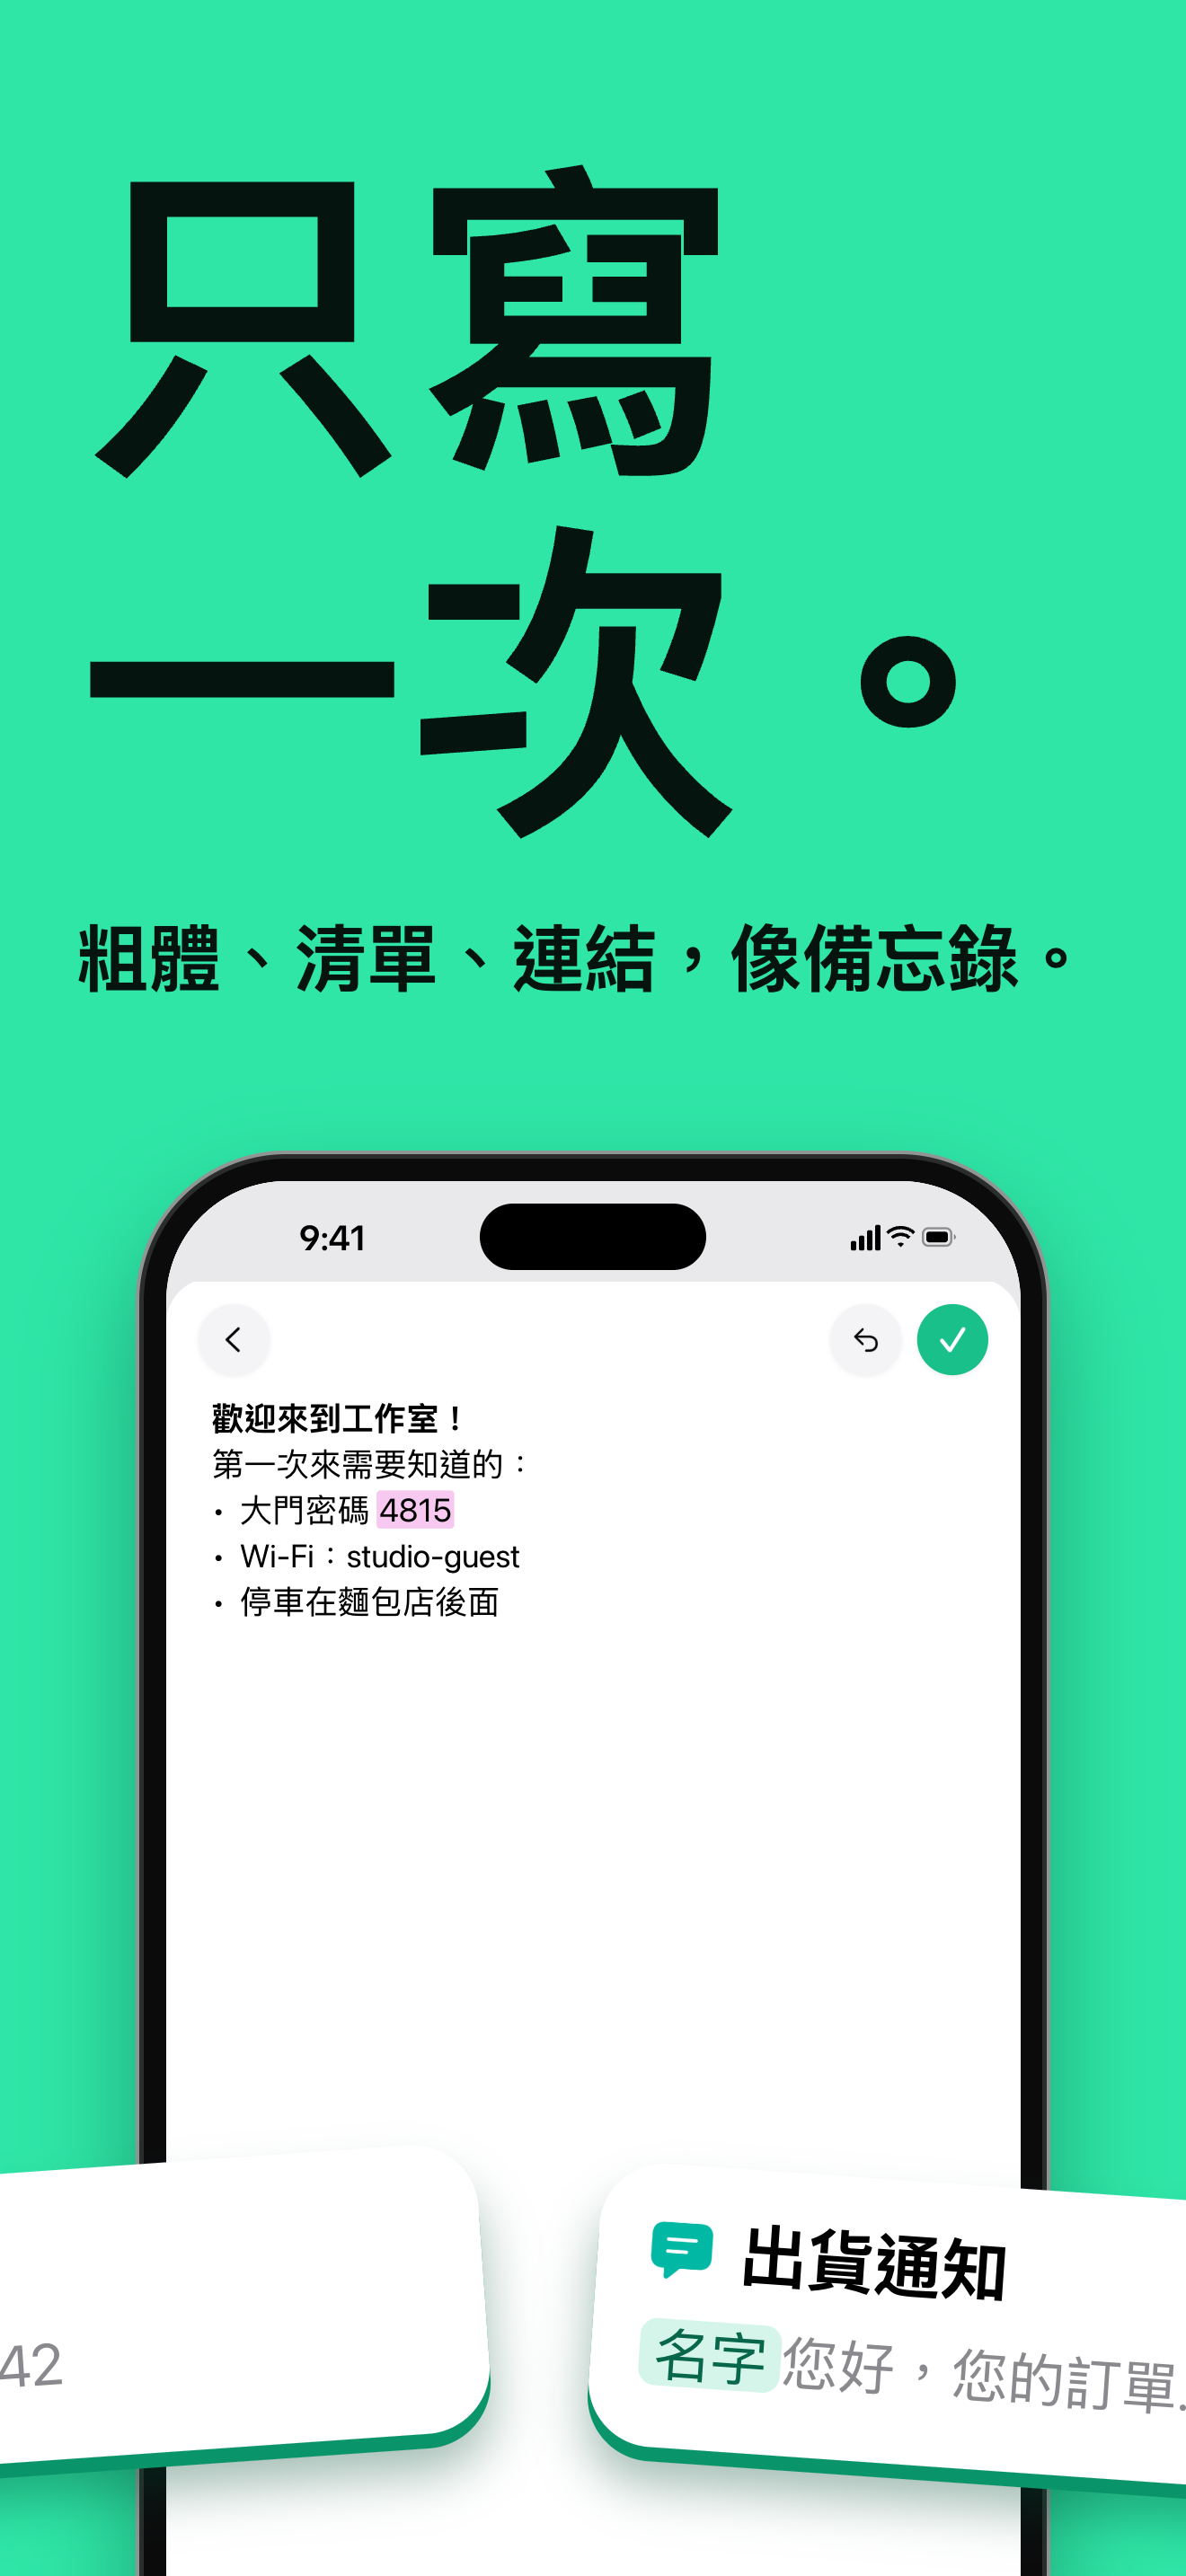 只寫
一次。
粗體、清單、連結，像備忘錄。
9:41
歡迎來到工作室！
第一次來需要知道的：
• 大門密碼 4815
• Wi-Fi：studio-guest
• 停車在麵包店後面
出貨通知
42
名字 您好，您的訂單...